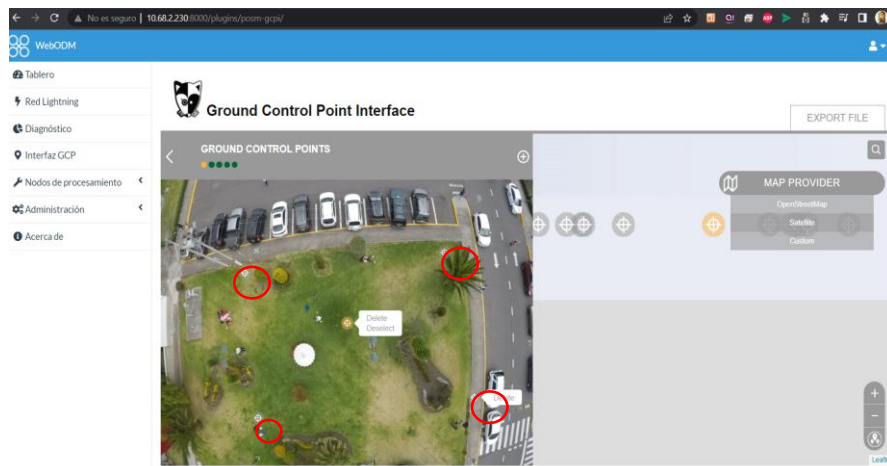 No es seguro | 10.68.2.230:8000/plugins/posm-gcpi/
WebODM
Tablero
Red Lightning
Diagnóstico
Interfaz GCP
Nodos de procesamiento
Administración
Acerca de
Ground Control Point Interface
EXPORT FILE
GROUND CONTROL POINTS
MAP PROVIDER
OpenStreetMap
Satellite
Custom
Delete
Deselect
Delete